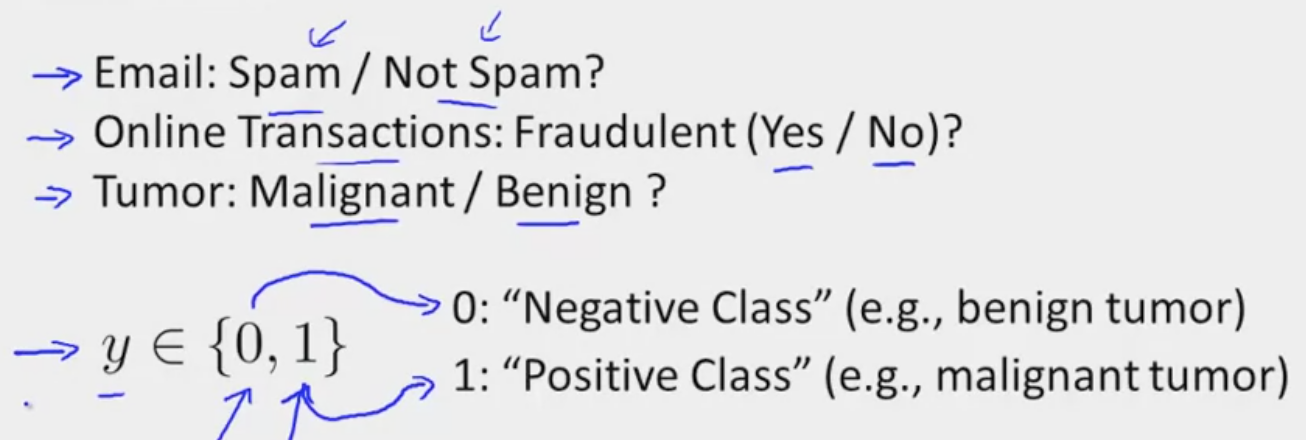 Email: Spam / Not Spam?
Online Transactions: Fraudulent (Yes / No)?
Tumor: Malignant / Benign ?
0: “Negative Class” (e.g., benign tumor)
y ∈ {0, 1}
1: “Positive Class” (e.g., malignant tumor)